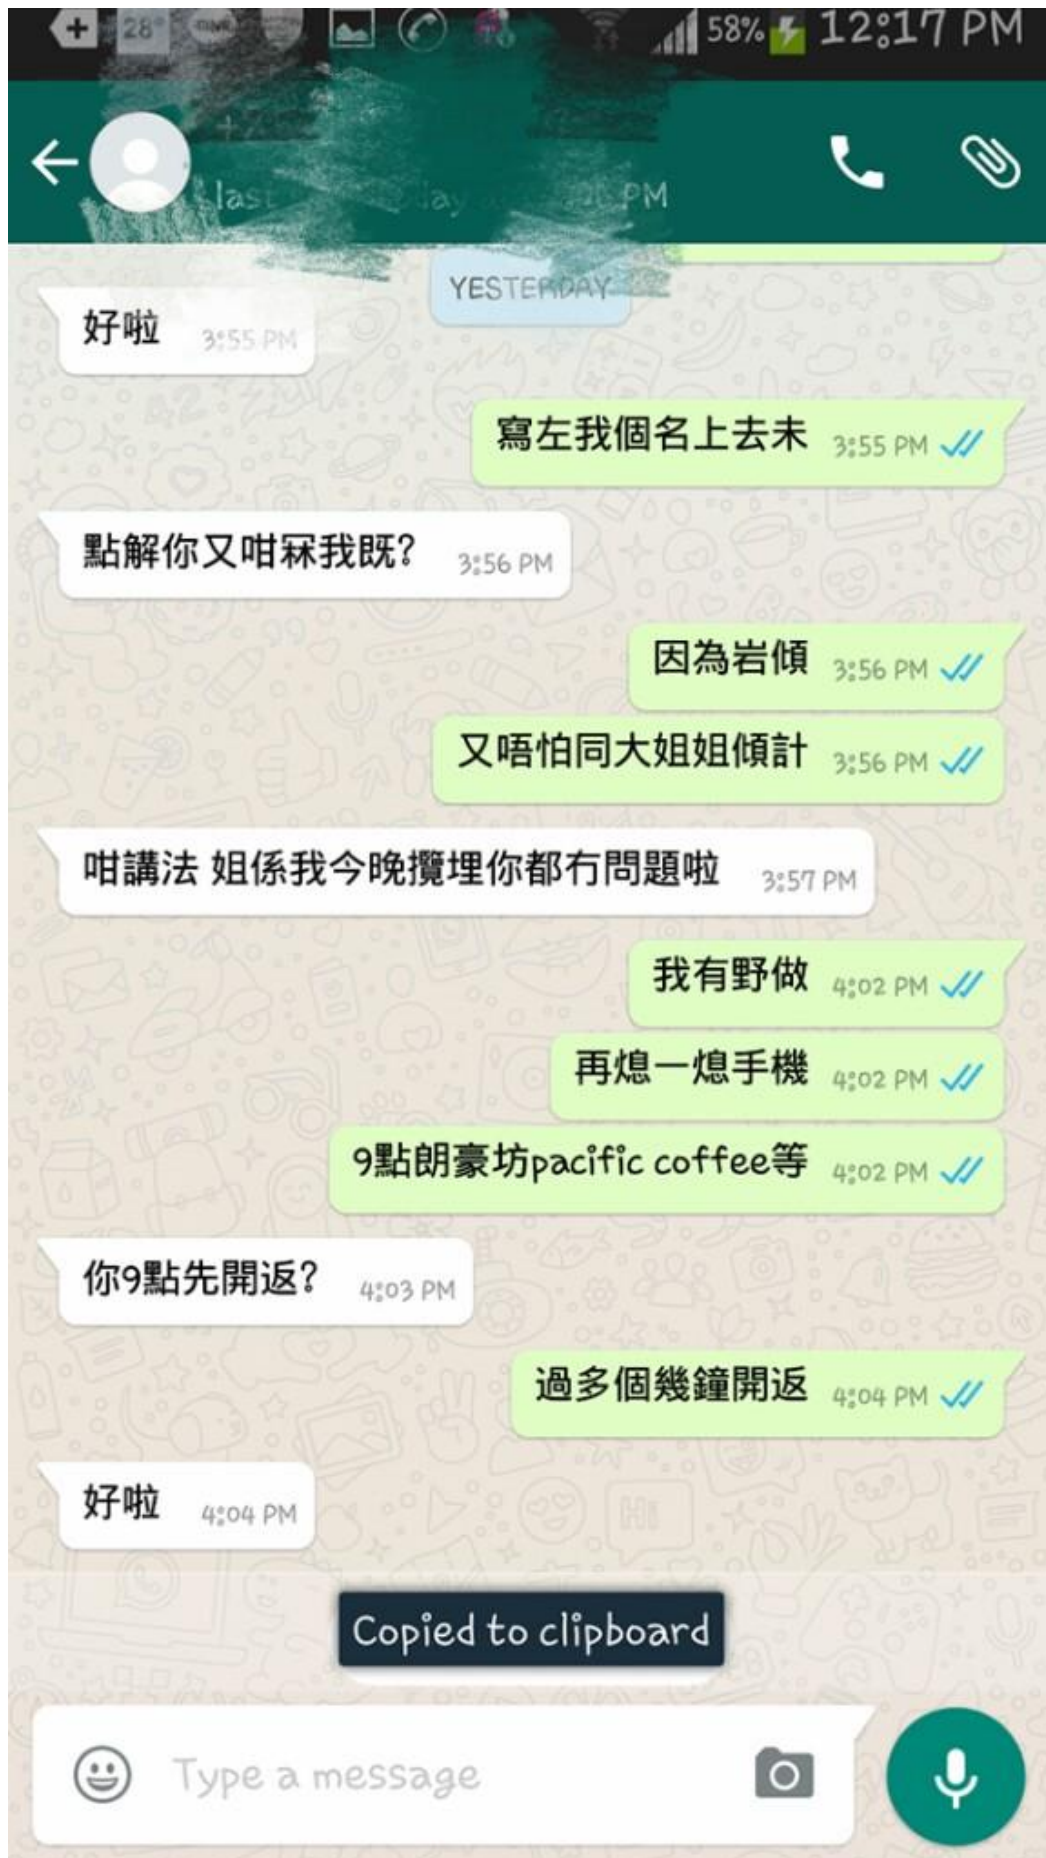 28°
58%
12:17 PM
PM
YESTERDAY
好啦 3:55 PM
寫左我個名上去未 3:55 PM
點解你又咁冧我既? 3:56 PM
因為岩傾 3:56 PM
又唔怕同大姐姐傾計 3:56 PM
咁講法 姐係我今晚攬埋你都冇問題啦 3:57 PM
我有野做 4:02 PM
再熄一熄手機 4:02 PM
9點朗豪坊pacific coffee等 4:02 PM
你9點先開返? 4:03 PM
過多個幾鐘開返 4:04 PM
好啦 4:04 PM
Copied to clipboard
Type a message